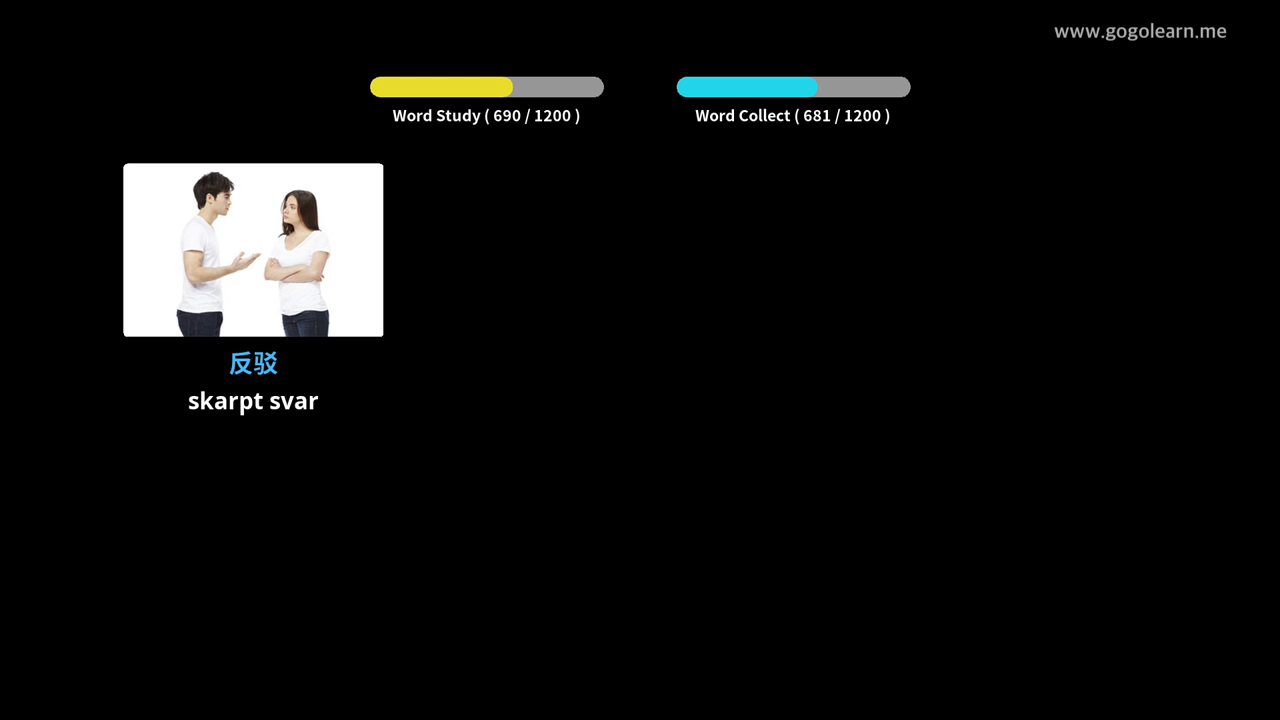 www.gogolearn.me
Word Study ( 690 / 1200 )
Word Collect ( 681 / 1200 )
反驳
skarpt svar